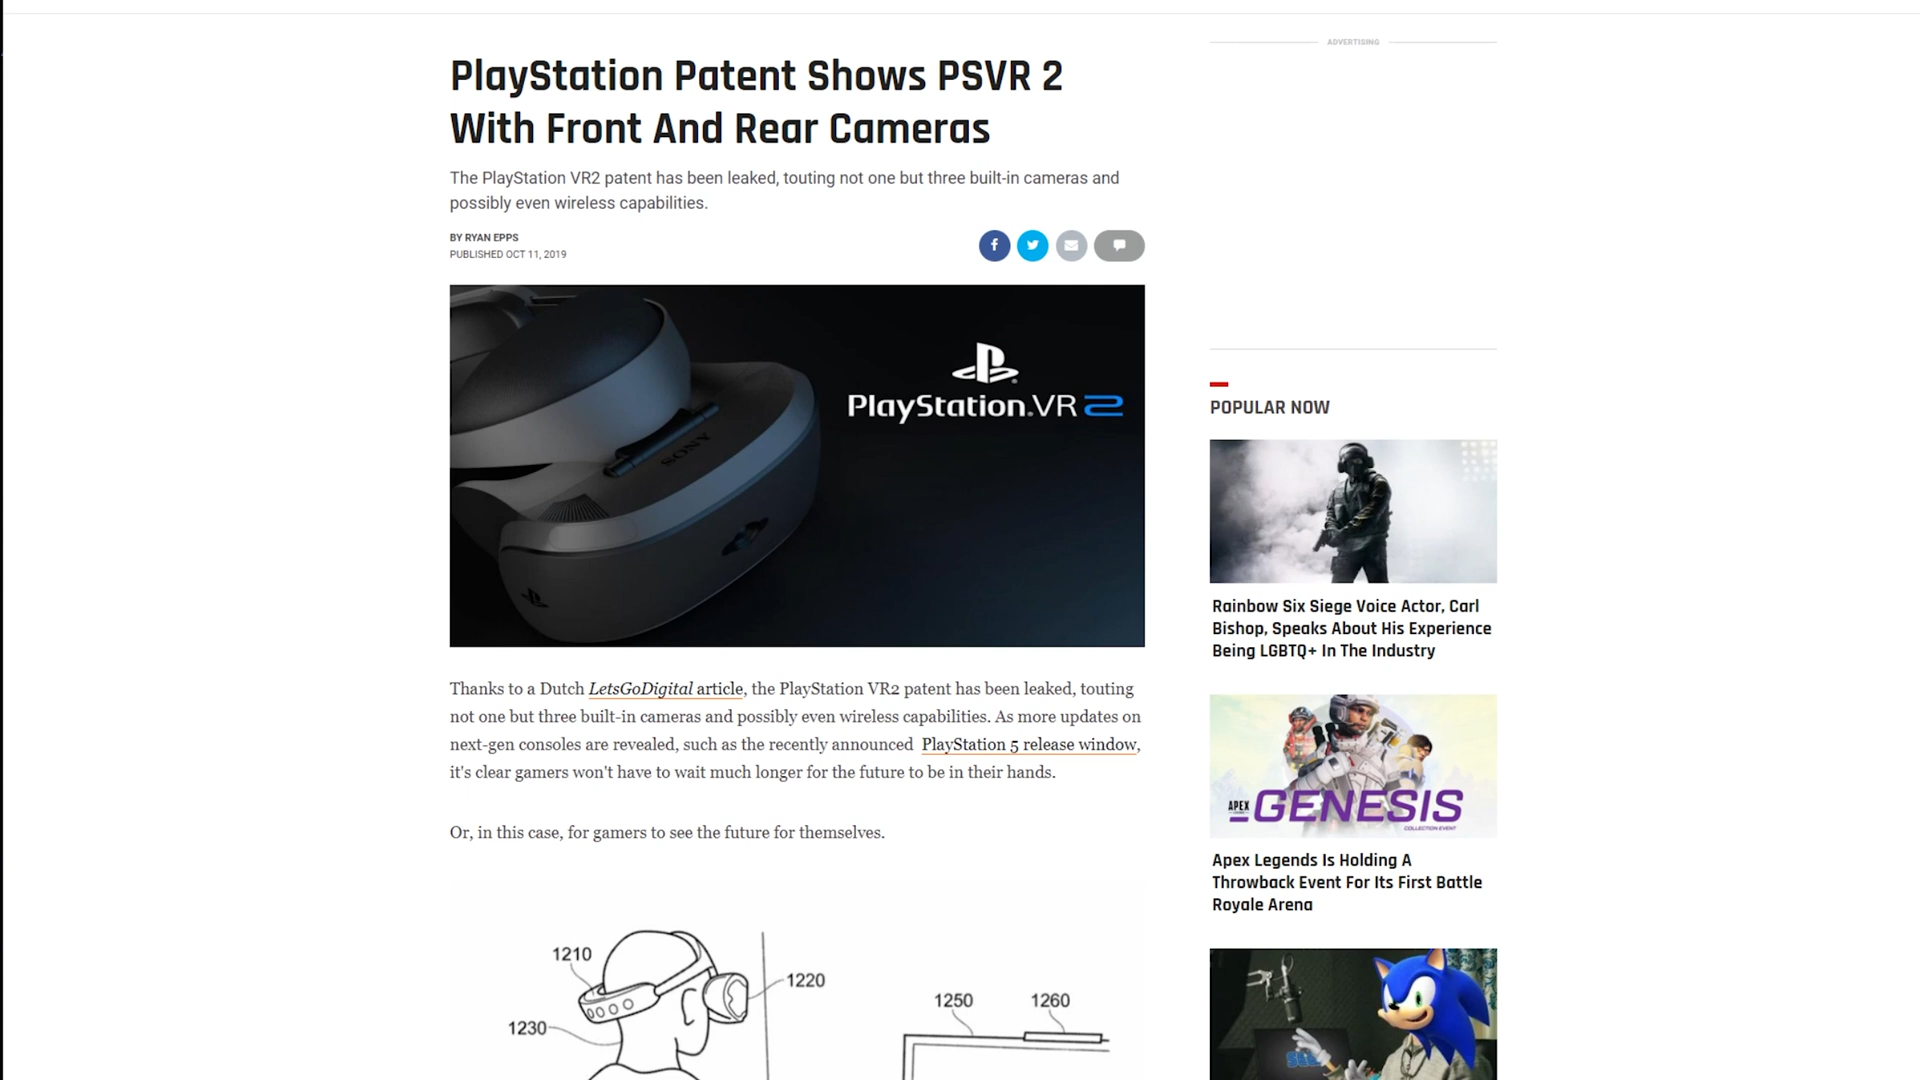 ADVERTISING
PlayStation Patent Shows PSVR 2
With Front And Rear Cameras
The PlayStation VR2 patent has been leaked, touting not one but three built-in cameras and
possibly even wireless capabilities.
BY RYAN EPPS
PUBLISHED OCT 11, 2019
PlayStation.VR 2
SONY
Thanks to a Dutch LetsGoDigital article, the PlayStation VR2 patent has been leaked, touting
not one but three built-in cameras and possibly even wireless capabilities. As more updates on
next-gen consoles are revealed, such as the recently announced PlayStation 5 release window,
it's clear gamers won't have to wait much longer for the future to be in their hands.
Or, in this case, for gamers to see the future for themselves.
1210
1220
1230
1250
1260
POPULAR NOW
Rainbow Six Siege Voice Actor, Carl
Bishop, Speaks About His Experience
Being LGBTQ+ In The Industry
APEX
GENESIS
COLLECTION EVENT
Apex Legends Is Holding A
Throwback Event For Its First Battle
Royale Arena